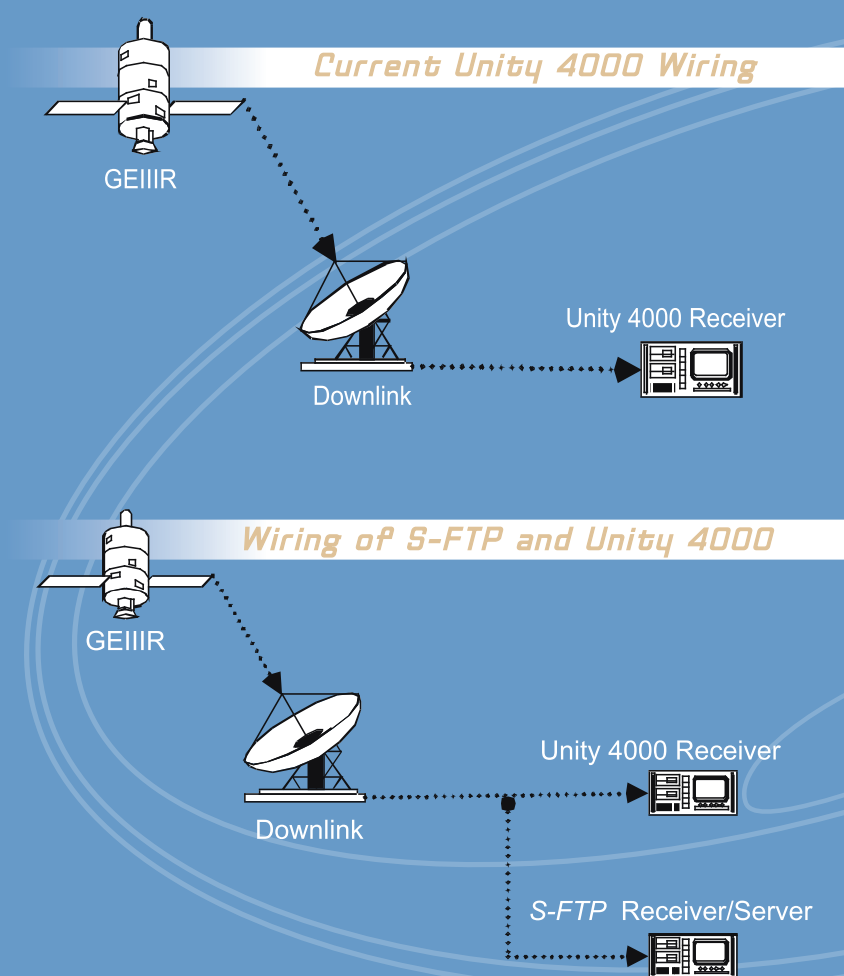 Current Unity 4000 Wiring
GEIIIR
Unity 4000 Receiver
Downlink
Wiring of S-FTP and Unity 4000
GEIIIR
Unity 4000 Receiver
Downlink
S-FTP Receiver/Server